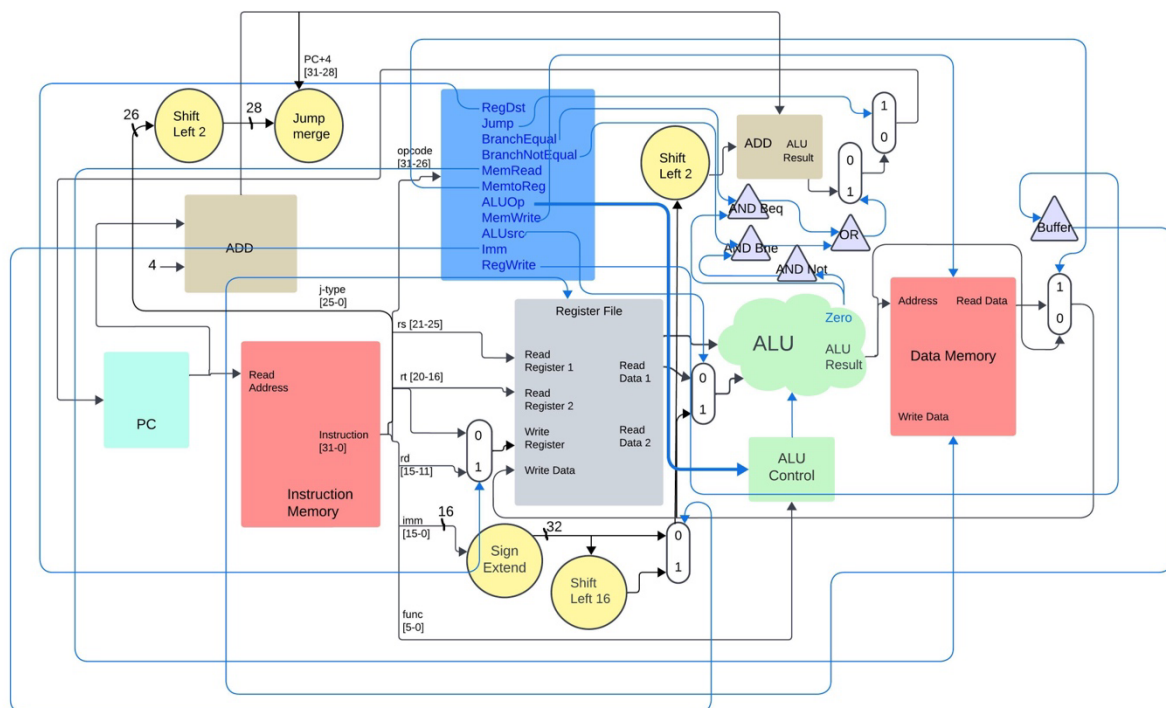 PC+4
[31-28]
26
Shift
Left 2
28
Jump
merge
RegDst
Jump
BranchEqual
BranchNotEqual
MemRead
MemtoReg
ALUOp
MemWrite
ALUsrc
Imm
RegWrite
opcode
[31-26]
Shift
Left 2
ADD
ALU
Result
1
0
0
1
AND Beq
AND Bne
OR
AND Not
Buffer
ADD
4
j-type
[25-0]
PC
Read
Address
Instruction
[31-0]
Instruction
Memory
rs [21-25]
rt [20-16]
rd
[15-11]
0
1
Register File
Read
Register 1
Read
Register 2
Write
Register
Write Data
Read
Data 1
Read
Data 2
0
1
ALU
Zero
ALU
Result
ALU
Control
Address
Read Data
Data Memory
Write Data
1
0
imm
[15-0]
16
Sign
Extend
32
Shift
Left 16
0
1
func
[5-0]